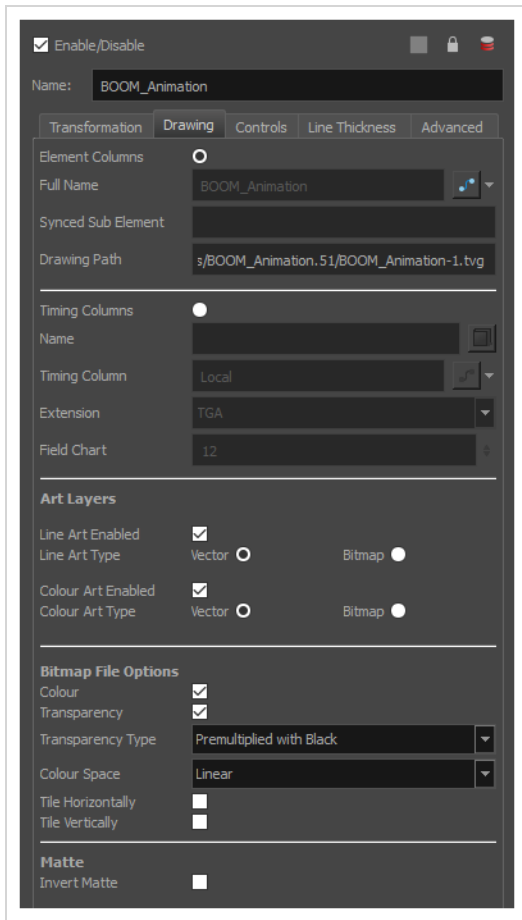 Enable/Disable
Name: BOOM_Animation
Transformation Drawing Controls Line Thickness Advanced
Element Columns
Full Name BOOM_Animation
Synced Sub Element
Drawing Path s/BOOM_Animation.51/BOOM_Animation-1.tvg
Timing Columns
Name
Timing Column Local
Extension TGA
Field Chart 12
Art Layers
Line Art Enabled
Line Art Type Vector Bitmap
Colour Art Enabled
Colour Art Type Vector Bitmap
Bitmap File Options
Colour
Transparency
Transparency Type Premultiplied with Black
Colour Space Linear
Tile Horizontally
Tile Vertically
Matte
Invert Matte